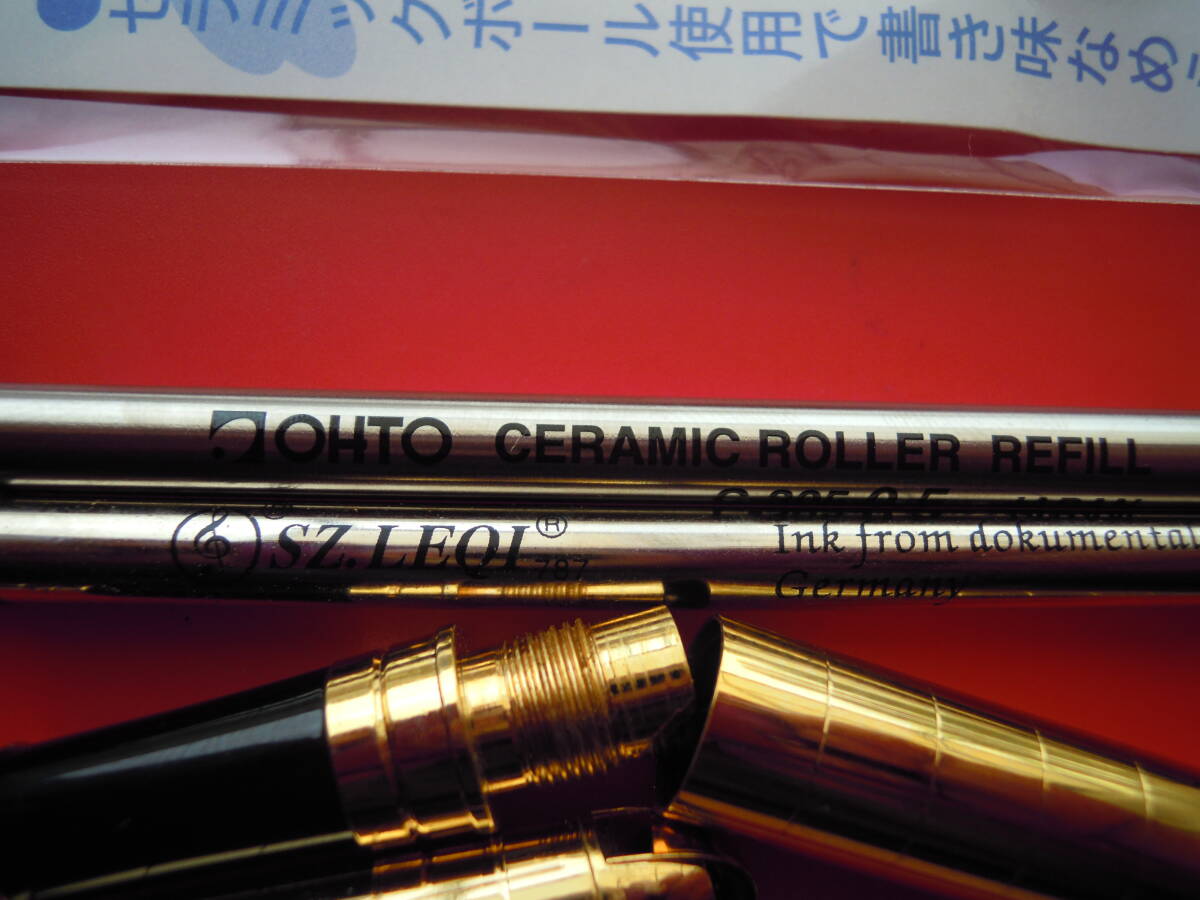 セラミックボール使用で書き味なめ
OHTO CERAMIC ROLLER REFILL
SZ.LEQI® 787
Ink from dokumental
Germany